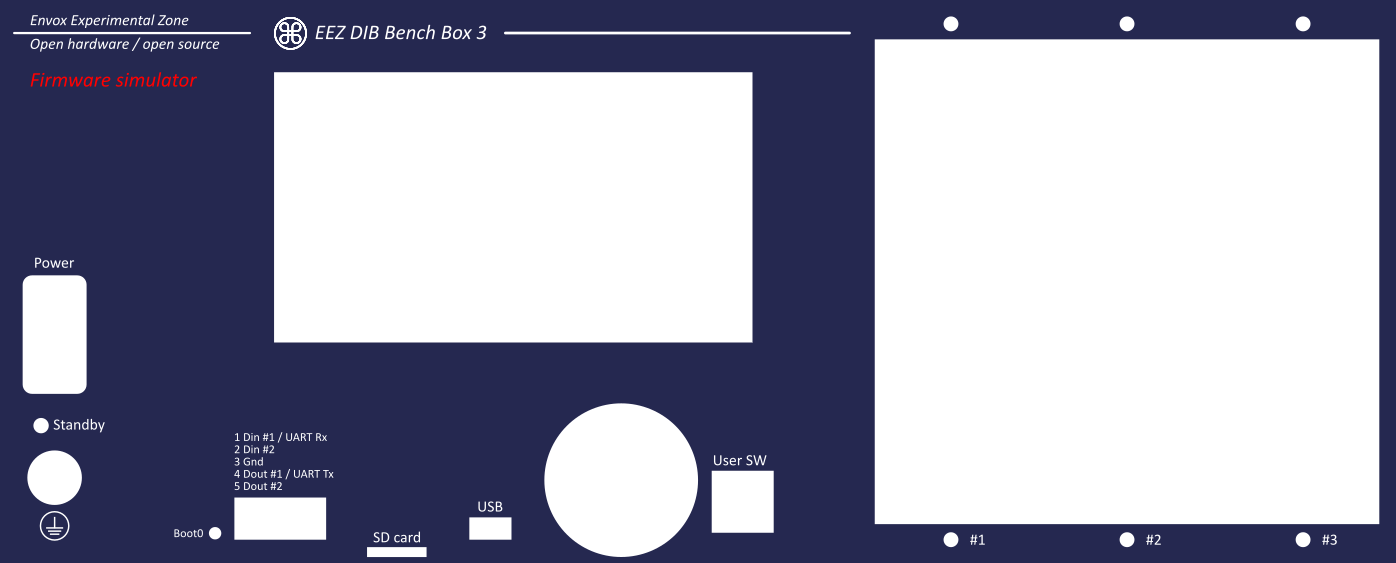 Envox Experimental Zone
Open hardware / open source
EEZ DIB Bench Box 3
Firmware simulator
Power
Standby
1 Din #1 / UART Rx
2 Din #2
3 Gnd
4 Dout #1 / UART Tx
5 Dout #2
Boot0
SD card
USB
User SW
#1
#2
#3